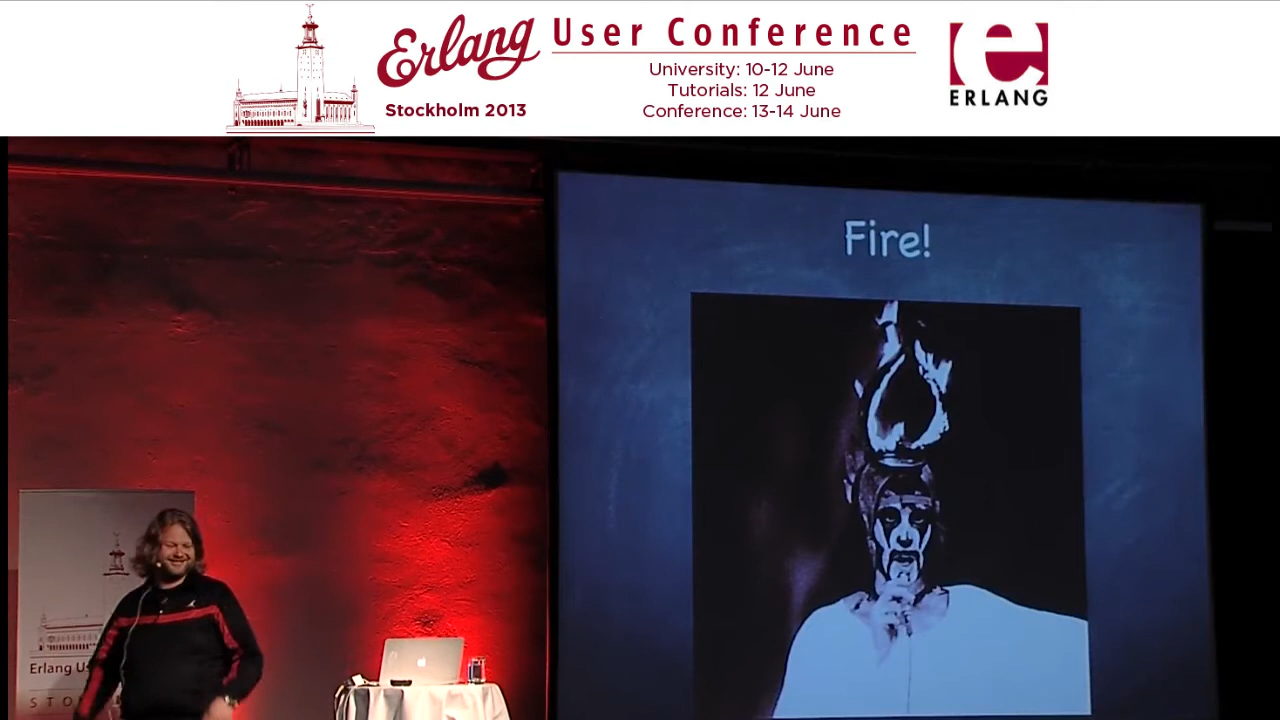 Erlang User Conference
Stockholm 2013
University: 10-12 June
Tutorials: 12 June
Conference: 13-14 June
ERLANG
Fire!
Erlang
STO